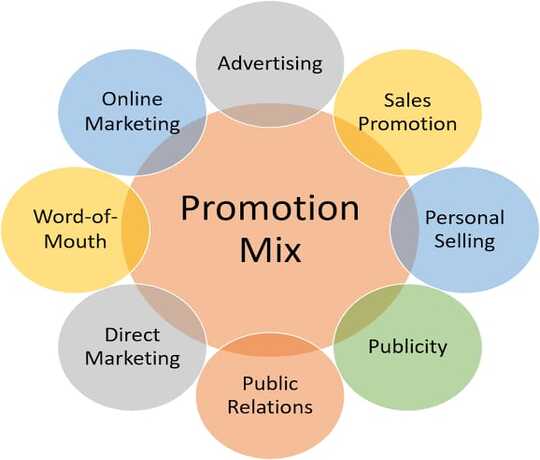 Advertising
Sales
Promotion
Personal
Selling
Publicity
Public
Relations
Direct
Marketing
Word-of-
Mouth
Online
Marketing
Promotion
Mix